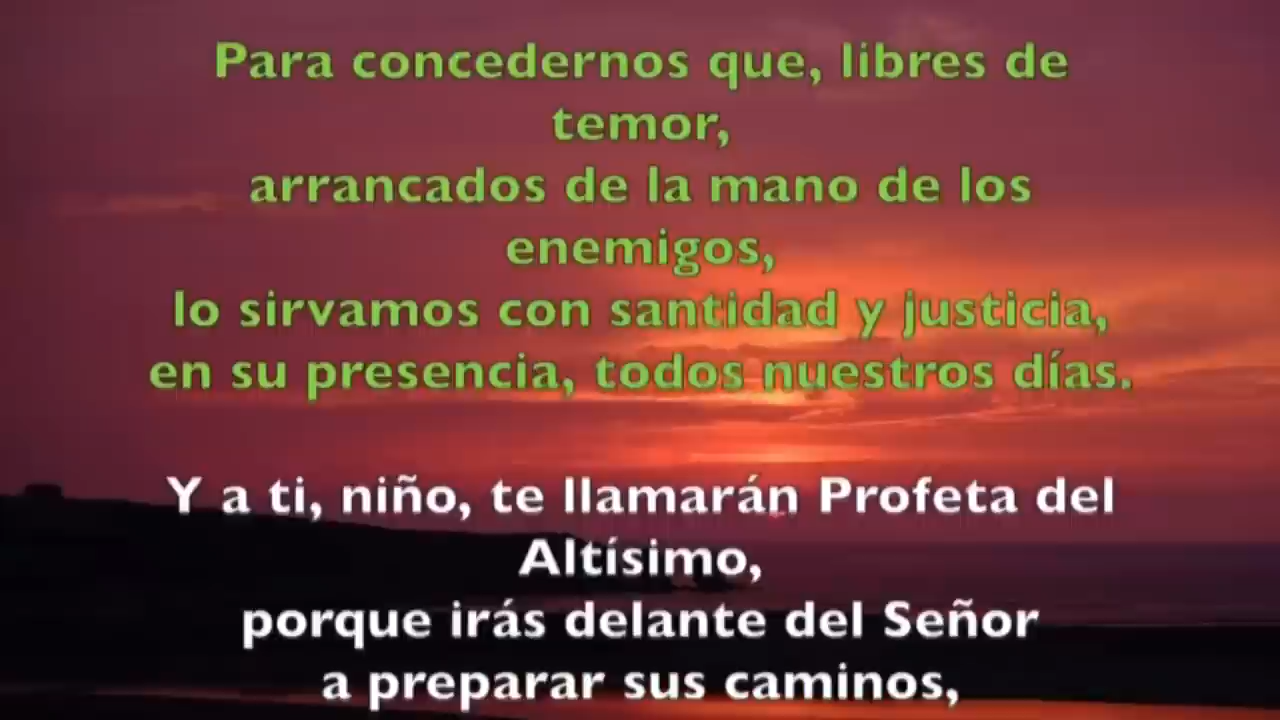 Para concedernos que, libres de
temor,
arrancados de la mano de los
enemigos,
lo sirvamos con santidad y justicia,
en su presencia, todos nuestros días.
Y a ti, niño, te llamarán Profeta del
Altísimo,
porque irás delante del Señor
a preparar sus caminos,